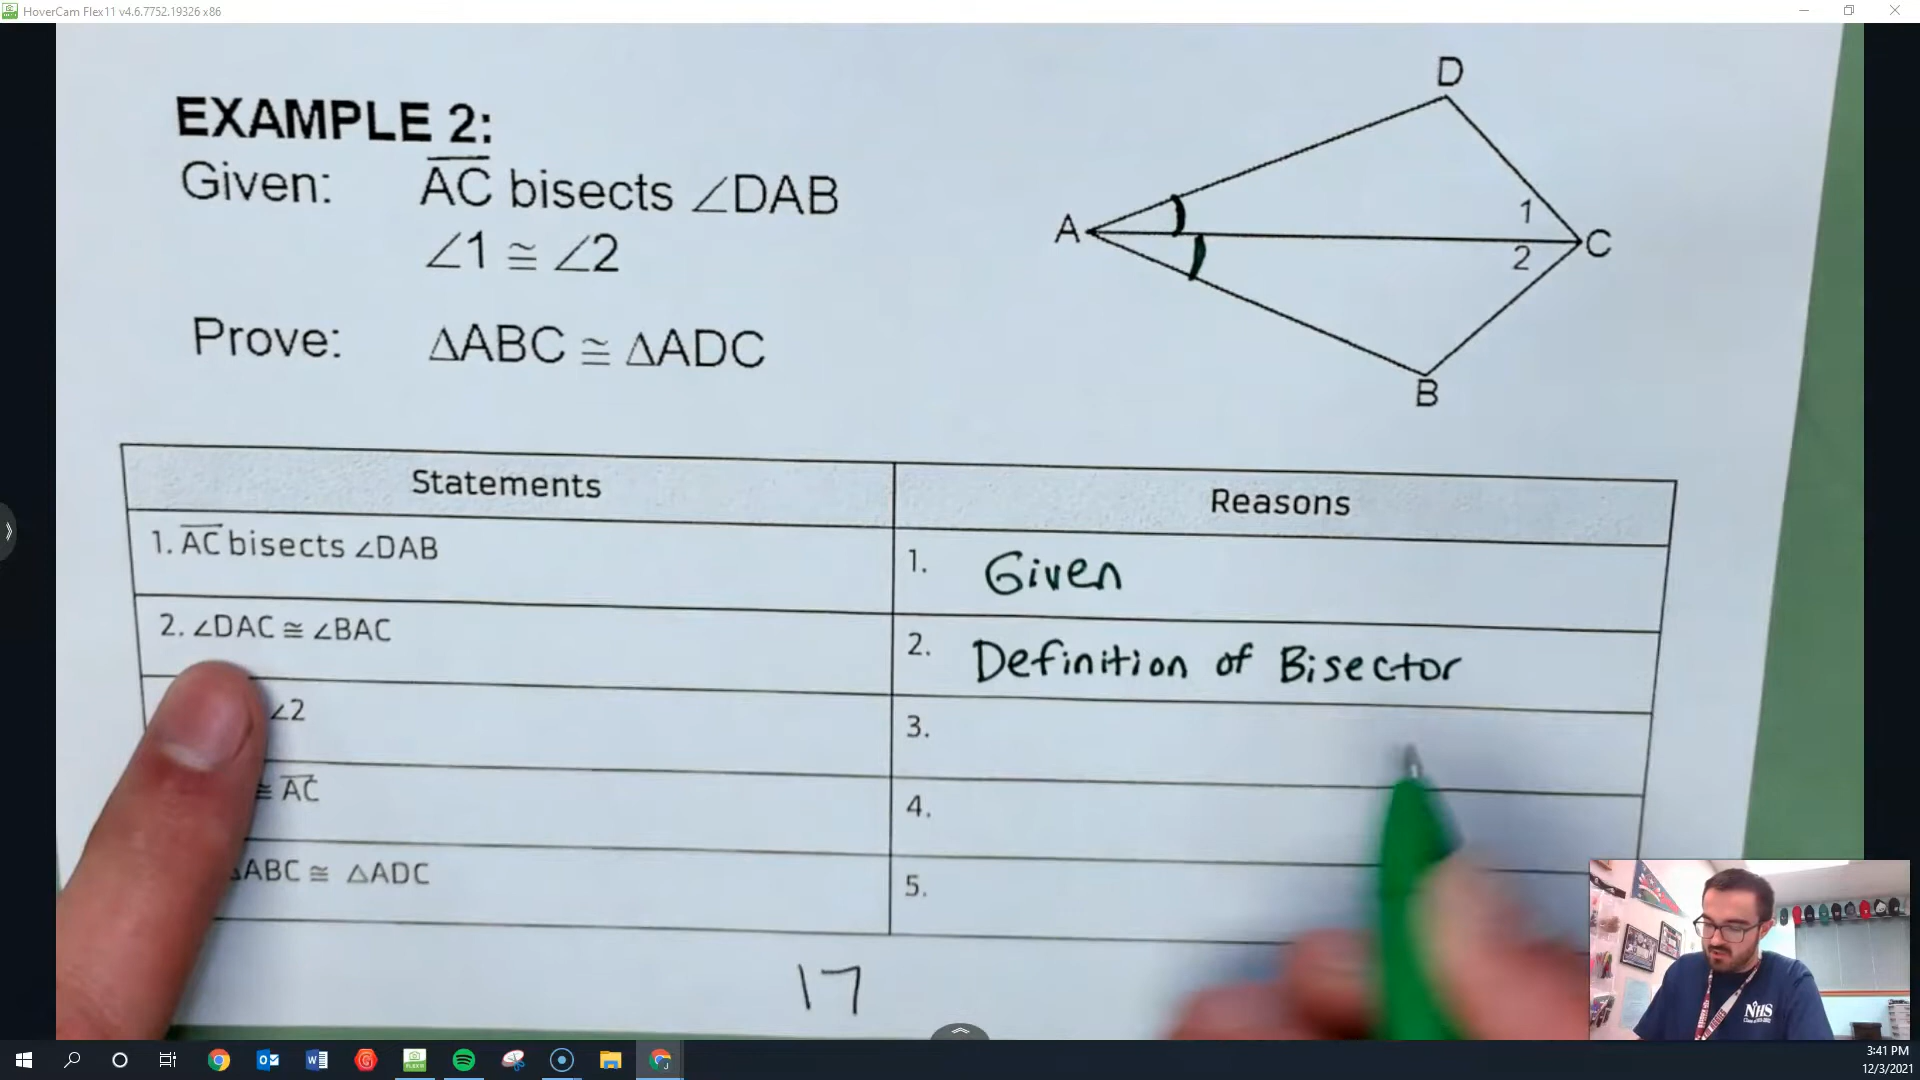 HoverCam Flex11 v4.6.7752.19326 x86
EXAMPLE 2:
Given: AC bisects ∠DAB
∠1 ≅ ∠2
Prove: ΔABC ≅ ΔADC
D
A
1
2
C
B
Statements
Reasons
1. AC bisects ∠DAB
1. Given
2. ∠DAC ≅ ∠BAC
2. Definition of Bisector
∠2
3.
≅ AC
4.
ABC ≅ △ADC
5.
17
NHS
3:41 PM
12/3/2021